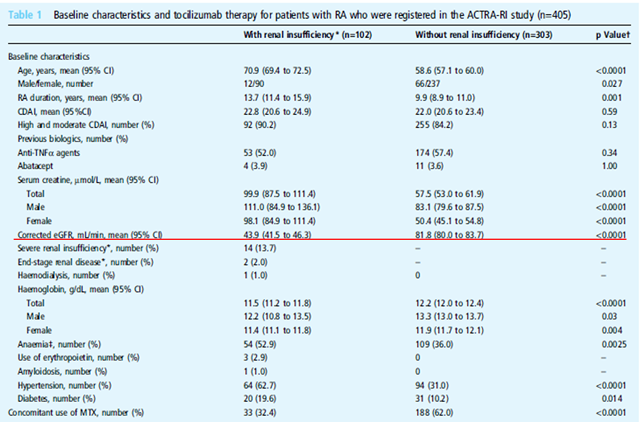 Table 1 Baseline characteristics and tocilizumab therapy for patients with RA who were registered in the ACTRA-RI study (n=405)
With renal insufficiency* (n=102) Without renal insufficiency (n=303) p Value†
Baseline characteristics
Age, years, mean (95% CI) 70.9 (69.4 to 72.5) 58.6 (57.1 to 60.0) <0.0001
Male/female, number 12/90 66/237 0.027
RA duration, years, mean (95% CI) 13.7 (11.4 to 15.9) 9.9 (8.9 to 11.0) 0.001
CDAI, mean (95%CI) 22.8 (20.6 to 24.9) 22.0 (20.6 to 23.4) 0.59
High and moderate CDAI, number (%) 92 (90.2) 255 (84.2) 0.13
Previous biologics, number (%)
Anti-TNFα agents 53 (52.0) 174 (57.4) 0.34
Abatacept 4 (3.9) 11 (3.6) 1.00
Serum creatine, μmol/L, mean (95% CI)
Total 99.9 (87.5 to 111.4) 57.5 (53.0 to 61.9) <0.0001
Male 111.0 (84.9 to 136.1) 83.1 (79.6 to 87.5) <0.0001
Female 98.1 (84.9 to 111.4) 50.4 (45.1 to 54.8) <0.0001
Corrected eGFR, mL/min, mean (95% CI) 43.9 (41.5 to 46.3) 81.8 (80.0 to 83.7) <0.0001
Severe renal insufficiency*, number (%) 14 (13.7) – –
End-stage renal disease*, number (%) 2 (2.0) – –
Haemodialysis, number (%) 1 (1.0) 0 –
Haemoglobin, g/dL, mean (95% CI)
Total 11.5 (11.2 to 11.8) 12.2 (12.0 to 12.4) <0.0001
Male 12.2 (10.8 to 13.5) 13.3 (13.0 to 13.7) 0.03
Female 11.4 (11.1 to 11.8) 11.9 (11.7 to 12.1) 0.004
Anaemia‡, number (%) 54 (52.9) 109 (36.0) 0.0025
Use of erythropoietin, number (%) 3 (2.9) 0 –
Amyloidosis, number (%) 1 (1.0) 0 –
Hypertension, number (%) 64 (62.7) 94 (31.0) <0.0001
Diabetes, number (%) 20 (19.6) 31 (10.2) 0.014
Concomitant use of MTX, number (%) 33 (32.4) 188 (62.0) <0.0001